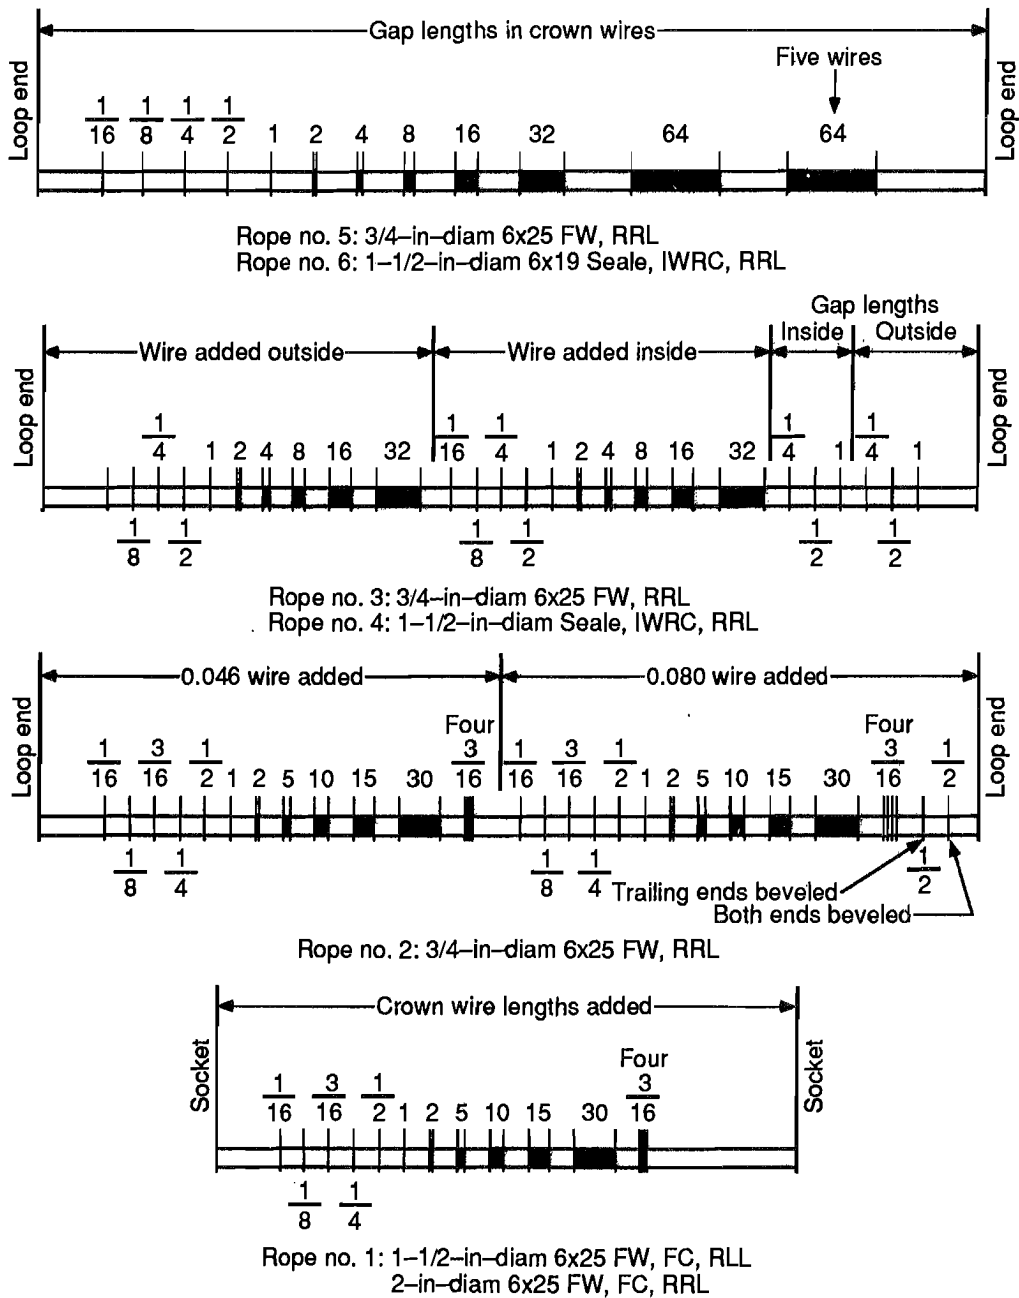 Gap lengths in crown wires
Five wires
Loop end
Loop end
1/16 1/8 1/4 1/2 1 2 4 8 16 32 64 64
Rope no. 5: 3/4–in–diam 6x25 FW, RRL
Rope no. 6: 1–1/2–in–diam 6x19 Seale, IWRC, RRL
Gap lengths
Wire added outside
Wire added inside
Inside
Outside
Loop end
Loop end
1/4 1 2 4 8 16 32 1/16 1/4 1 2 4 8 16 32 1/4 1 1/4 1
1/8 1/2 1/8 1/2 1/2 1/2
Rope no. 3: 3/4–in–diam 6x25 FW, RRL
Rope no. 4: 1–1/2–in–diam Seale, IWRC, RRL
0.046 wire added
0.080 wire added
Loop end
Loop end
Four
Four
1/16 3/16 1/2 1 2 5 10 15 30 3/16 1/16 3/16 1/2 1 2 5 10 15 30 3/16 1/2
1/8 1/4 1/8 1/4 1/2
Trailing ends beveled
Both ends beveled
Rope no. 2: 3/4–in–diam 6x25 FW, RRL
Crown wire lengths added
Socket
Socket
Four
1/16 3/16 1/2 1 2 5 10 15 30 3/16
1/8 1/4
Rope no. 1: 1–1/2–in–diam 6x25 FW, FC, RLL
2–in–diam 6x25 FW, FC, RRL